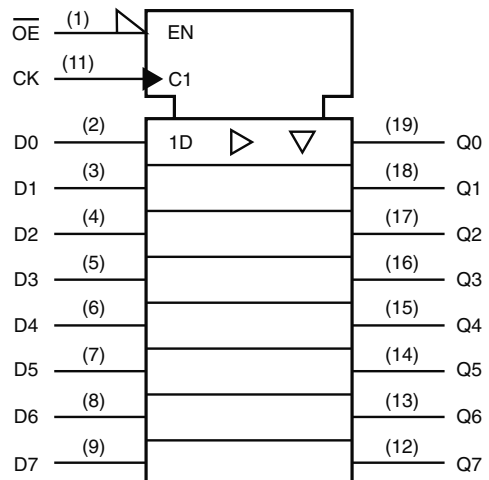 O̅E̅ (1) EN
CK (11) C1
D0 (2) 1D (19) Q0
D1 (3) (18) Q1
D2 (4) (17) Q2
D3 (5) (16) Q3
D4 (6) (15) Q4
D5 (7) (14) Q5
D6 (8) (13) Q6
D7 (9) (12) Q7